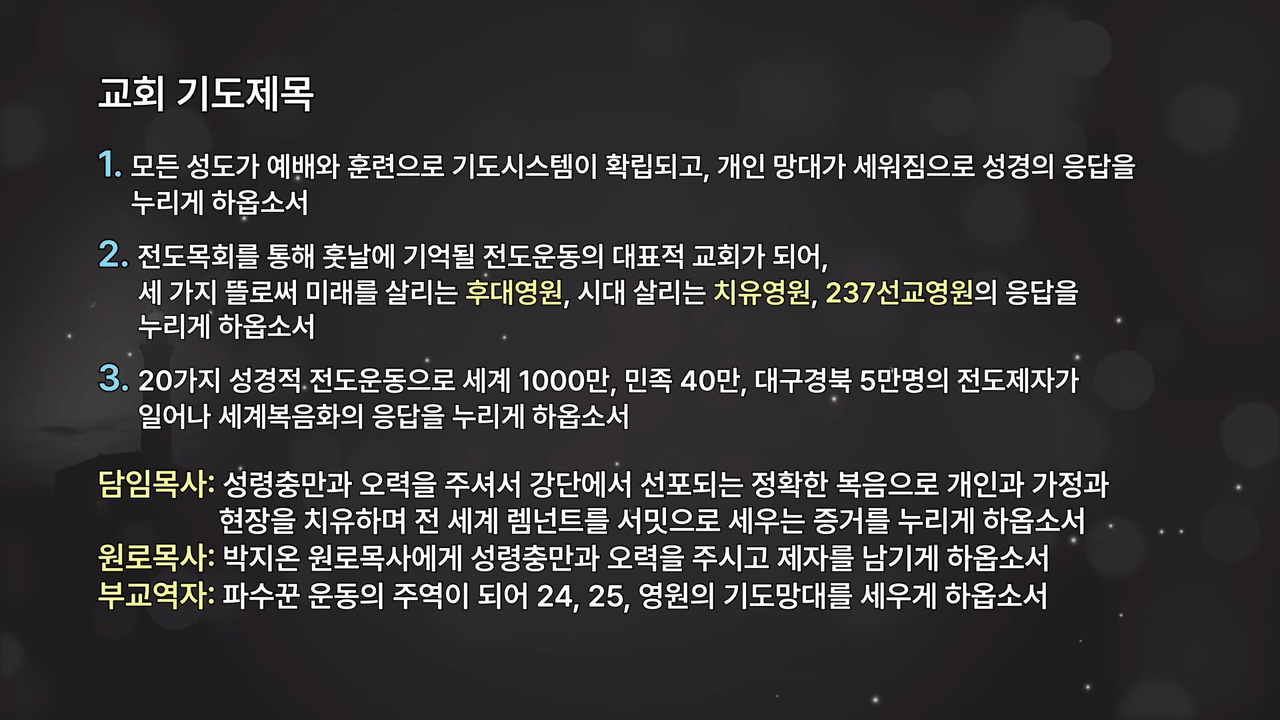 교회 기도제목
1. 모든 성도가 예배와 훈련으로 기도시스템이 확립되고, 개인 망대가 세워짐으로 성경의 응답을
누리게 하옵소서
2. 전도목회를 통해 훗날에 기억될 전도운동의 대표적 교회가 되어,
세 가지 뜰로써 미래를 살리는 후대영원, 시대 살리는 치유영원, 237선교영원의 응답을
누리게 하옵소서
3. 20가지 성경적 전도운동으로 세계 1000만, 민족 40만, 대구경북 5만명의 전도제자가
일어나 세계복음화의 응답을 누리게 하옵소서
담임목사: 성령충만과 오력을 주셔서 강단에서 선포되는 정확한 복음으로 개인과 가정과
현장을 치유하며 전 세계 렘넌트를 서밋으로 세우는 증거를 누리게 하옵소서
원로목사: 박지온 원로목사에게 성령충만과 오력을 주시고 제자를 남기게 하옵소서
부교역자: 파수꾼 운동의 주역이 되어 24, 25, 영원의 기도망대를 세우게 하옵소서